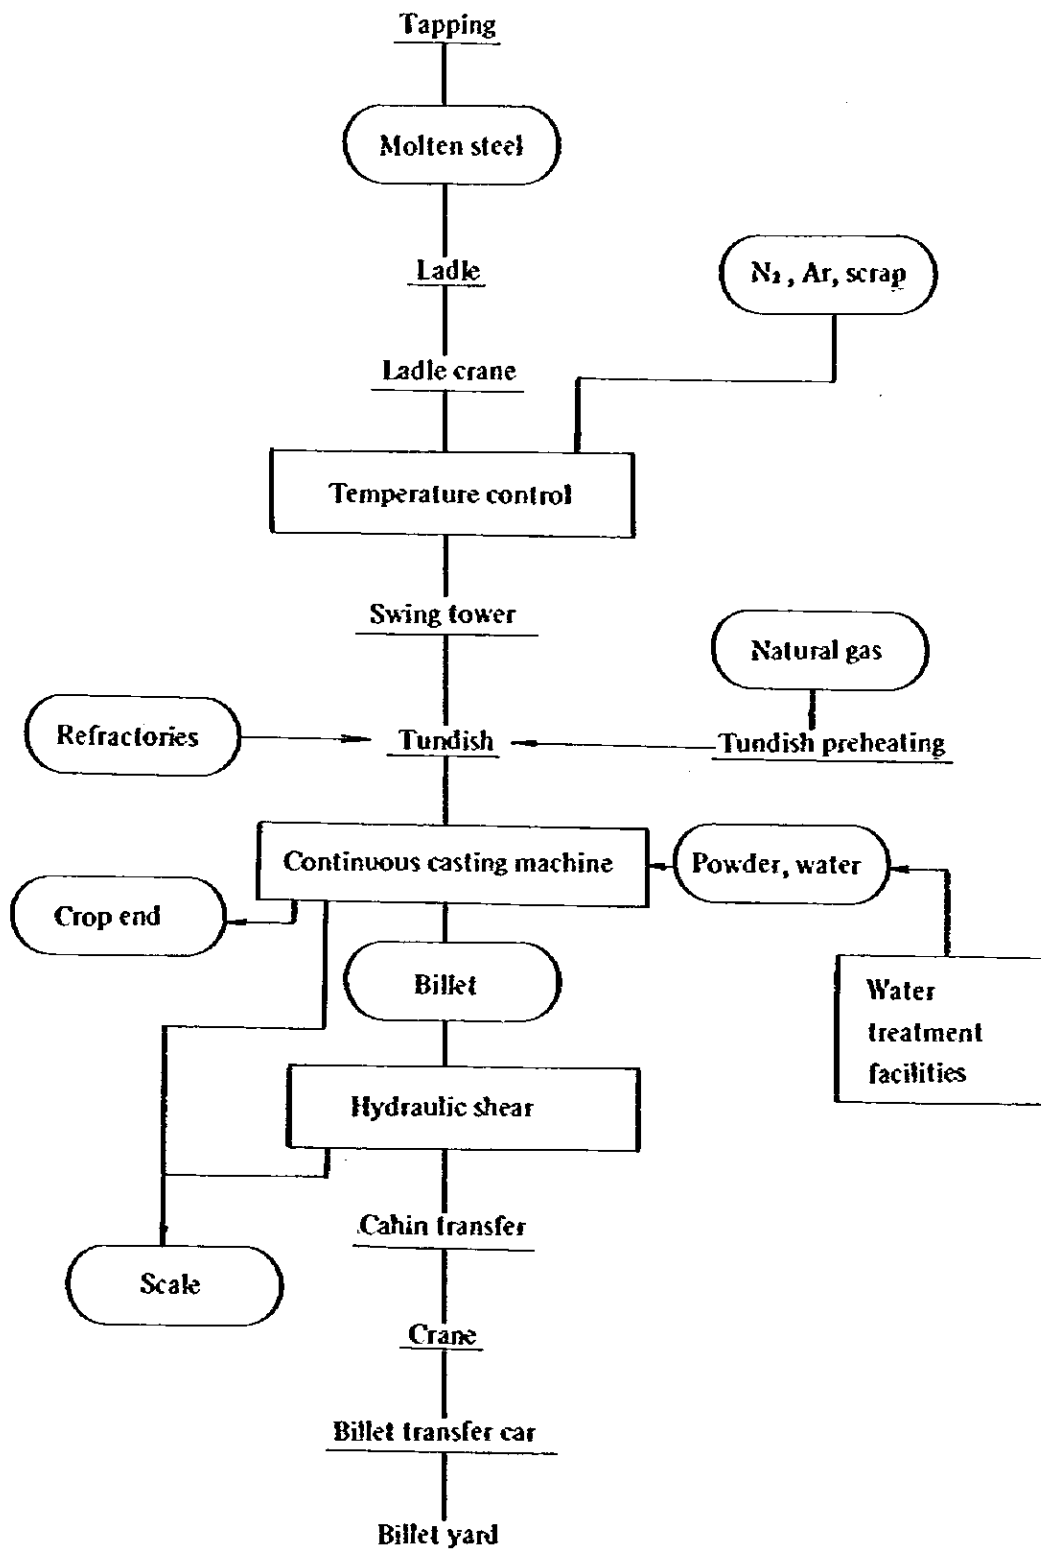 Tapping
Molten steel
Ladle
N₂, Ar, scrap
Ladle crane
Temperature control
Swing tower
Natural gas
Refractories
Tundish
Tundish preheating
Continuous casting machine
Powder, water
Crop end
Billet
Water
treatment
facilities
Hydraulic shear
Cahin transfer
Scale
Crane
Billet transfer car
Billet yard